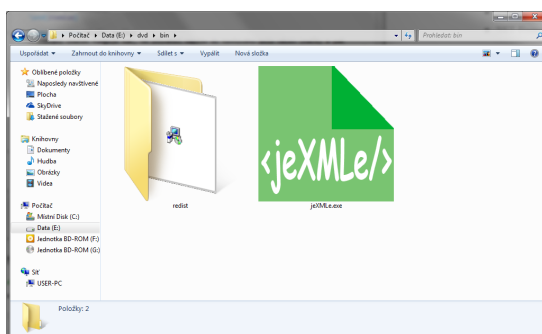 Počítač ▸ Data (E:) ▸ dvd ▸ bin ▸
Prohledat: bin
Uspořádat
Zahrnout do knihovny
Sdílet s
Vypálit
Nová složka
Oblíbené položky
Naposledy navštívené
Plocha
SkyDrive
Stažené soubory
Knihovny
Dokumenty
Hudba
Obrázky
Videa
Počítač
Místní Disk (C:)
Data (E:)
Jednotka BD-ROM (F:)
Jednotka BD-ROM (G:)
Síť
USER-PC
<jeXMLe/>
redist
jeXMLe.exe
Položky: 2